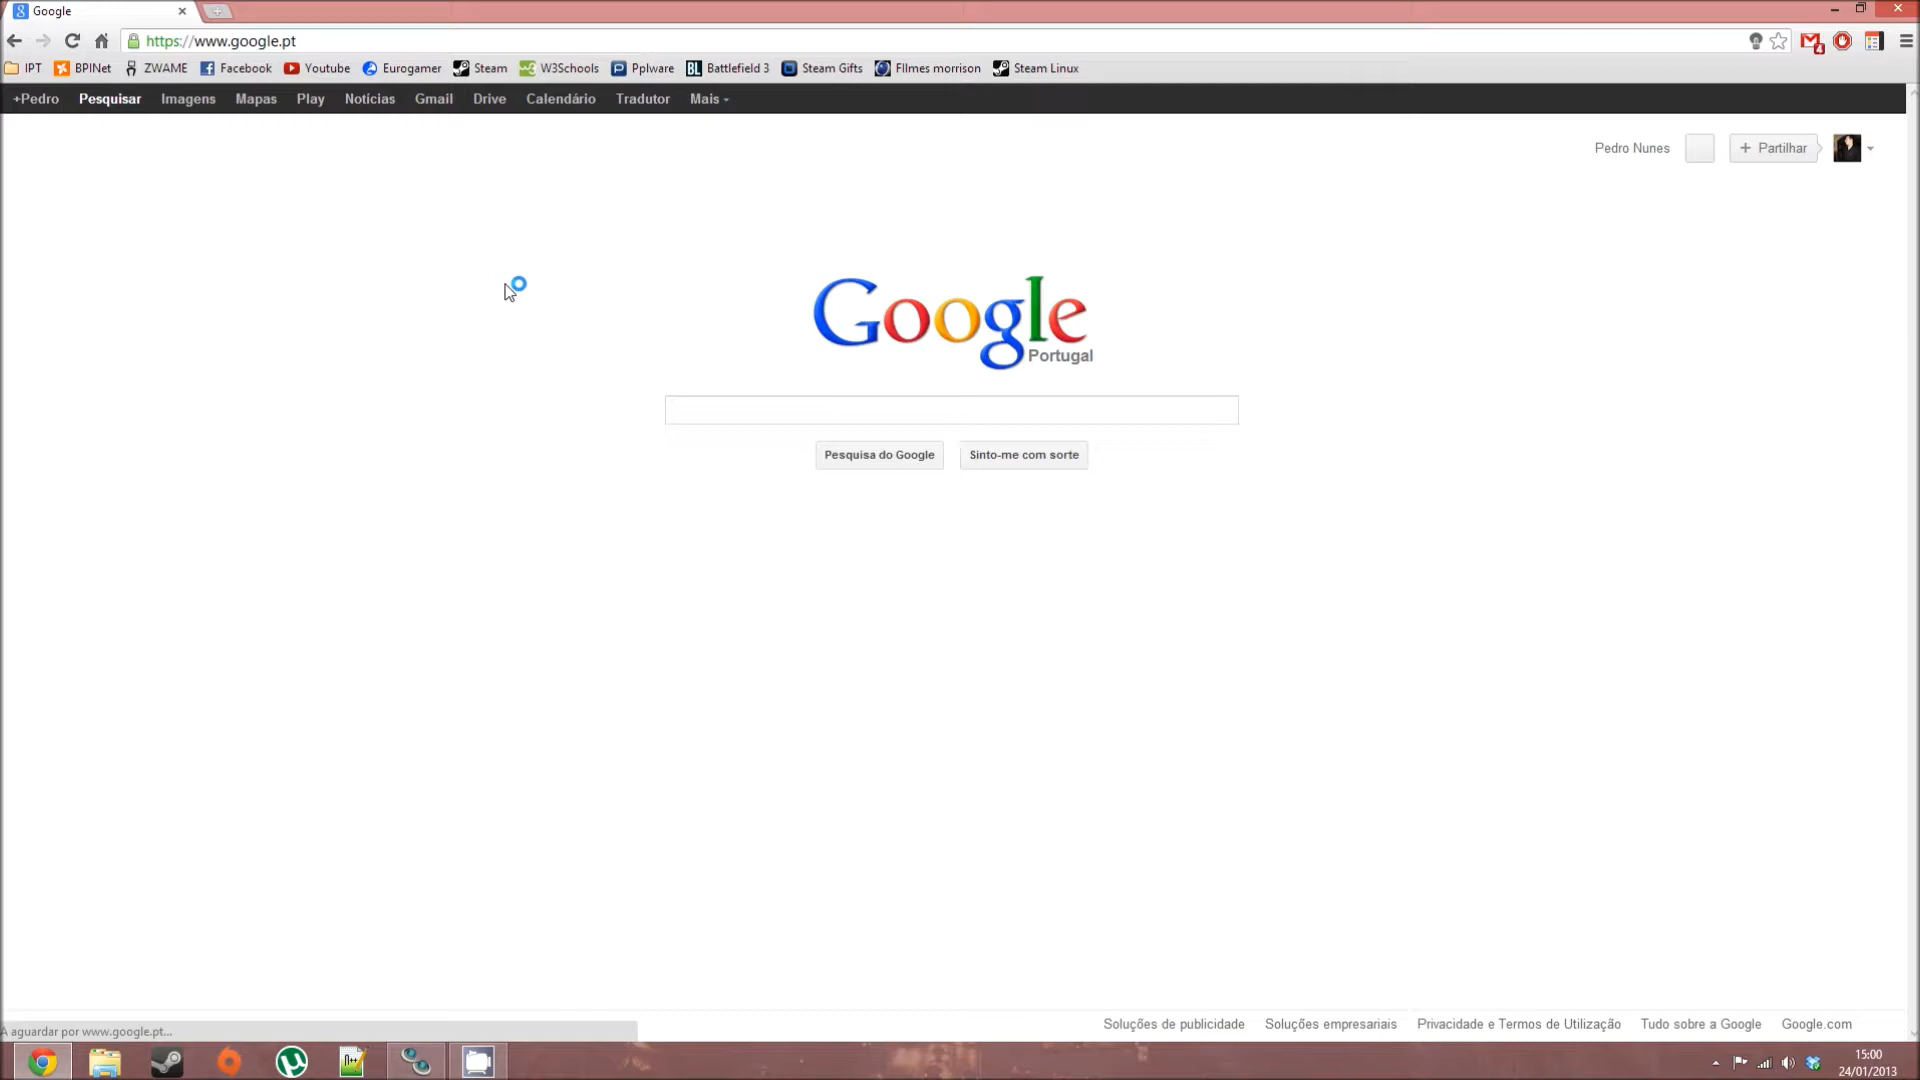 Google
https://www.google.pt
IPT BPINet ZWAME Facebook Youtube Eurogamer Steam W3Schools Pplware Battlefield 3 Steam Gifts FIlmes morrison Steam Linux
+Pedro Pesquisar Imagens Mapas Play Notícias Gmail Drive Calendário Tradutor Mais
Pedro Nunes + Partilhar
Google
Portugal
Pesquisa do Google Sinto-me com sorte
A aguardar por www.google.pt...
Soluções de publicidade Soluções empresariais Privacidade e Termos de Utilização Tudo sobre a Google Google.com
15:00
24/01/2013